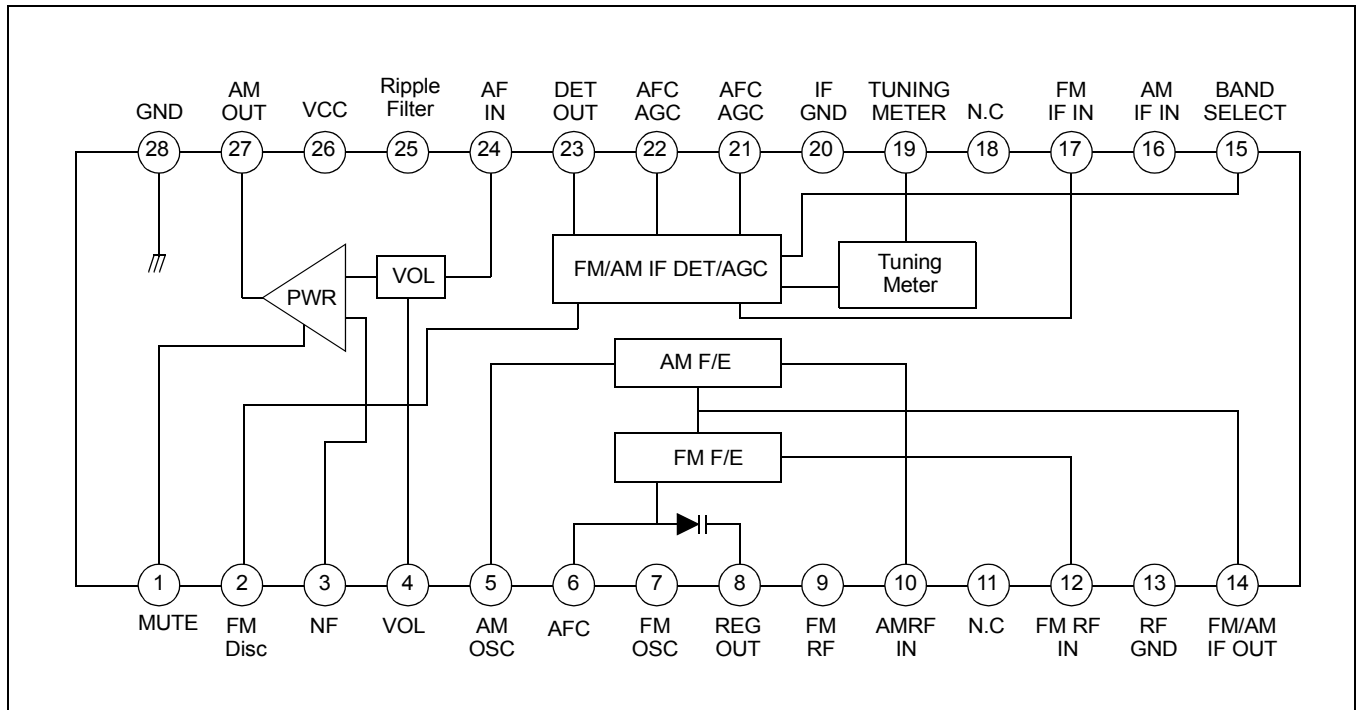 GND
AM
OUT
VCC
Ripple
Filter
AF
IN
DET
OUT
AFC
AGC
AFC
AGC
IF
GND
TUNING
METER
N.C
FM
IF IN
AM
IF IN
BAND
SELECT
28
27
26
25
24
23
22
21
20
19
18
17
16
15
PWR
VOL
FM/AM IF DET/AGC
Tuning
Meter
AM F/E
FM F/E
1
2
3
4
5
6
7
8
9
10
11
12
13
14
MUTE
FM
Disc
NF
VOL
AM
OSC
AFC
FM
OSC
REG
OUT
FM
RF
AMRF
IN
N.C
FM RF
IN
RF
GND
FM/AM
IF OUT